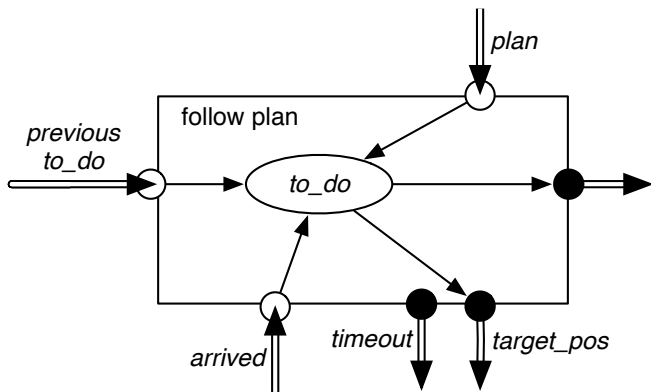 plan
follow plan
previous
to_do
to_do
timeout
target_pos
arrived